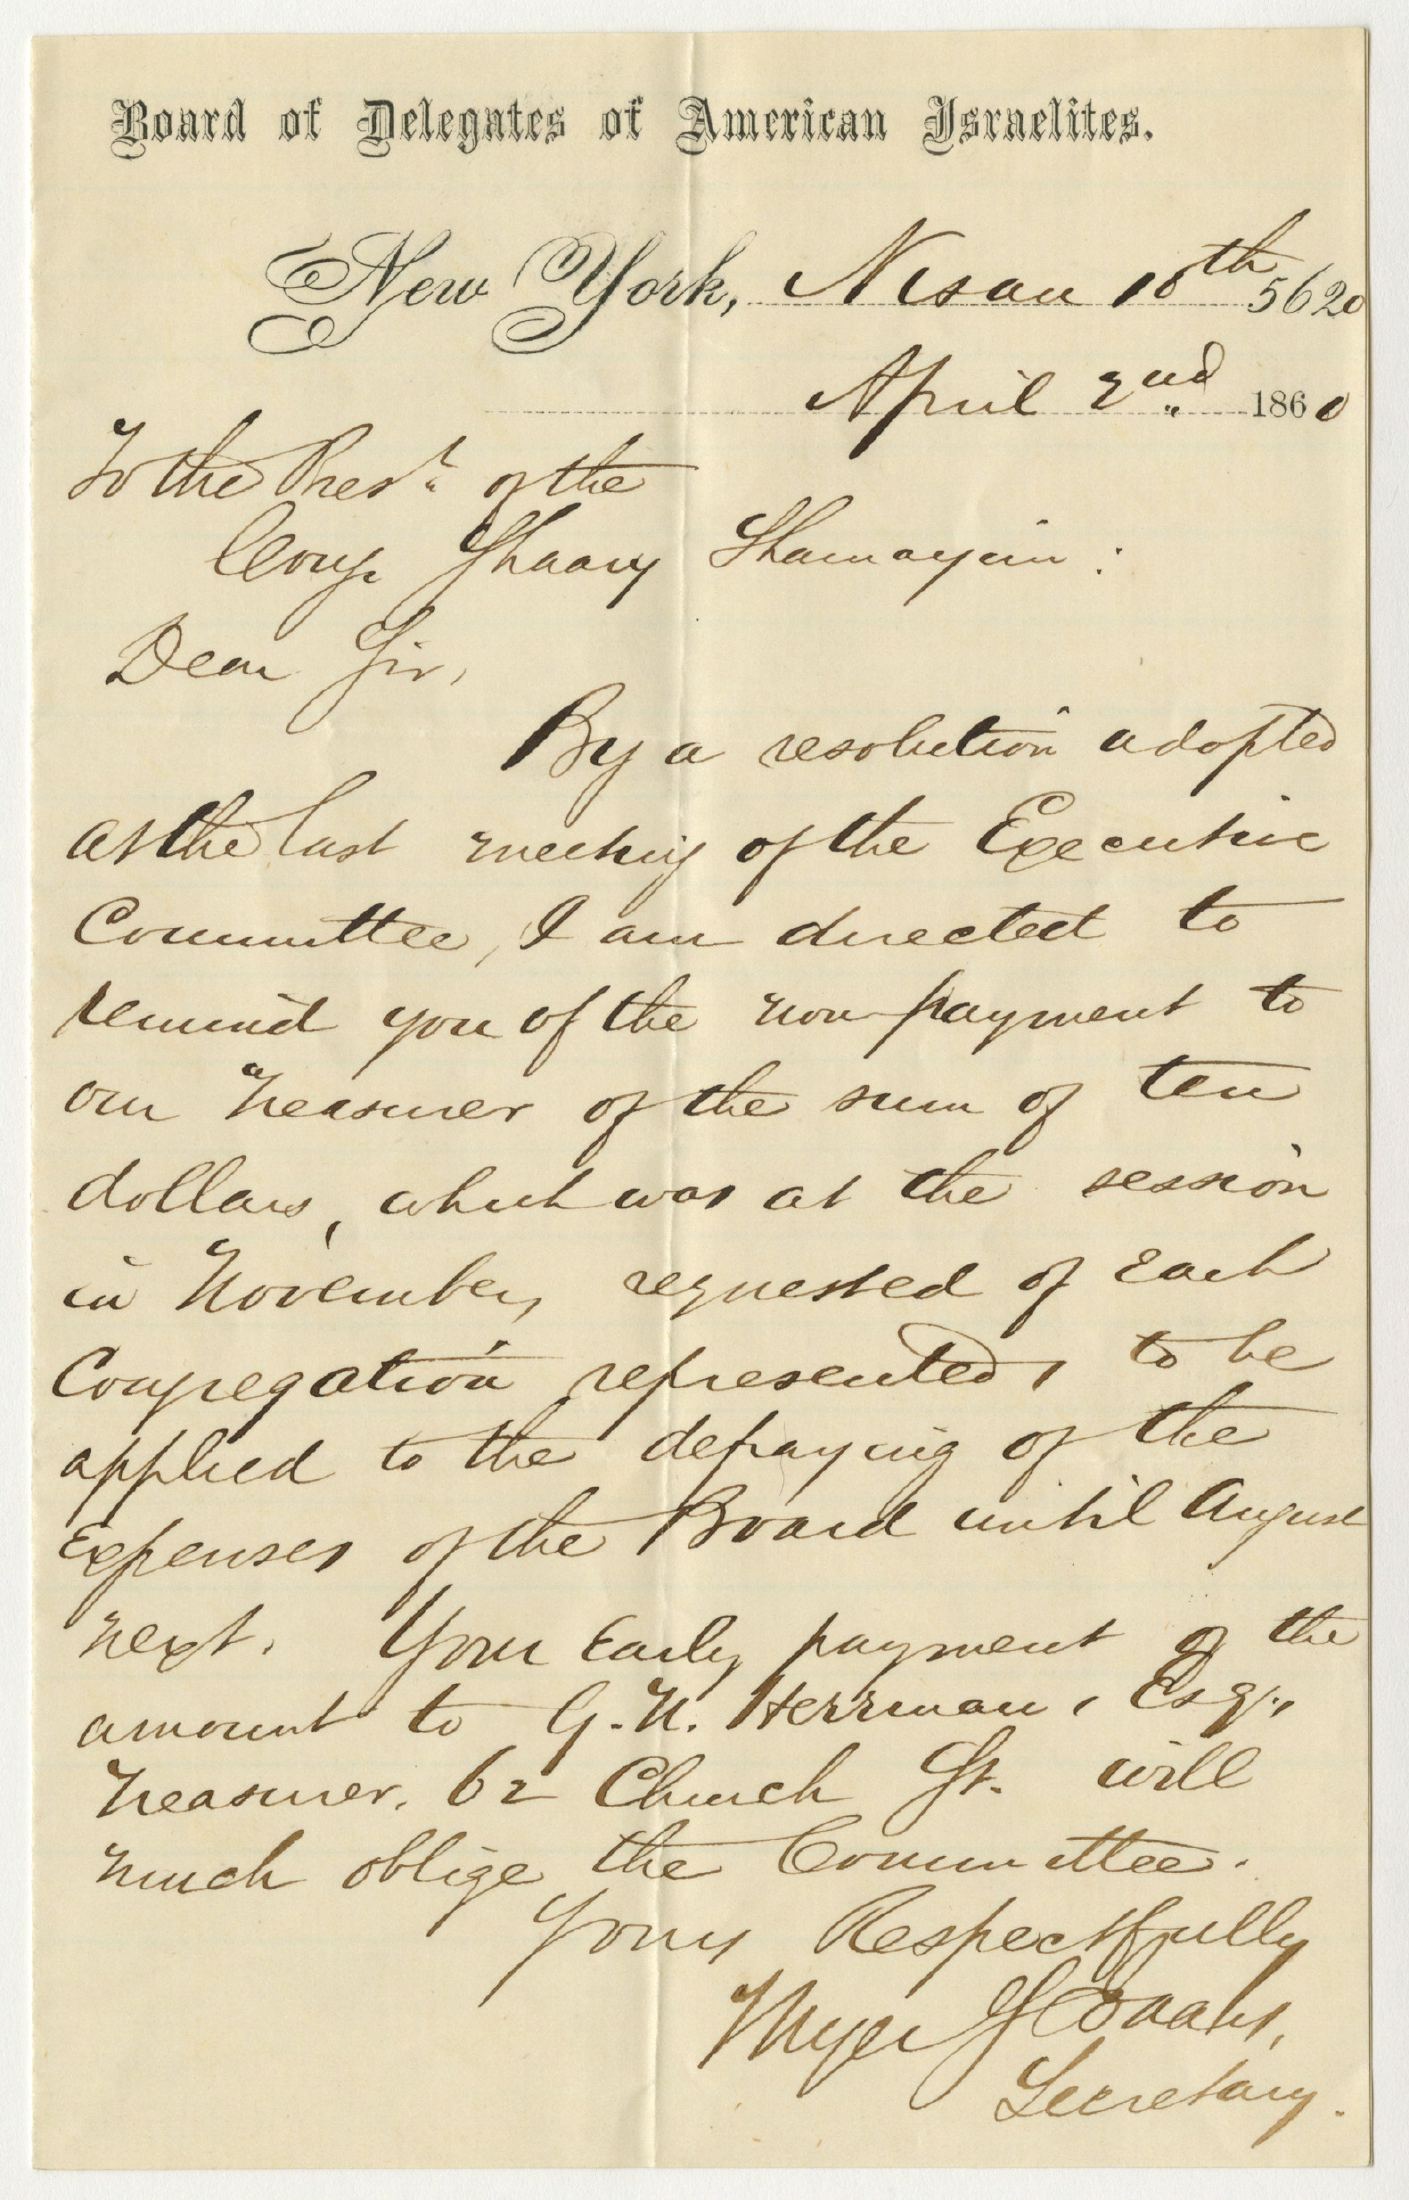 Board of Delegates of American Israelites.
New York, Nisan 10th 5620
April 2nd 1860
To the Prest. of the
Cong. Shaary Shamayim:
Dear Sir,
By a resolution adopted
at the last meeting of the Executive
Committee, I am directed to
remind you of the non-payment to
our Treasurer of the sum of ten
dollars, which was at the session
in November, requested of each
Congregation represented, to be
applied to the defraying of the
expenses of the Board until August
next. Your early payment of the
amount to G. N. Herrman, Esq.,
Treasurer. 62 Church St. will
much oblige the Committee.
Yours Respectfully
Myer S Isaacs,
Secretary.